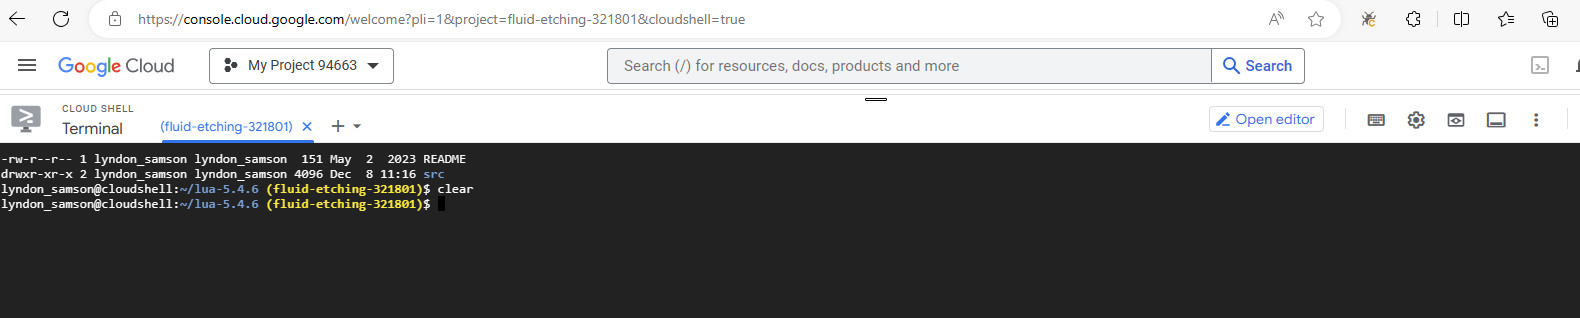 https://console.cloud.google.com/welcome?pli=1&project=fluid-etching-321801&cloudshell=true
Google Cloud
My Project 94663
Search (/) for resources, docs, products and more
Search
CLOUD SHELL
Terminal
(fluid-etching-321801)
Open editor
-rw-r--r-- 1 lyndon_samson lyndon_samson  151 May  2  2023 README
drwxr-xr-x 2 lyndon_samson lyndon_samson 4096 Dec  8 11:16 src
lyndon_samson@cloudshell:~/lua-5.4.6 (fluid-etching-321801)$ clear
lyndon_samson@cloudshell:~/lua-5.4.6 (fluid-etching-321801)$